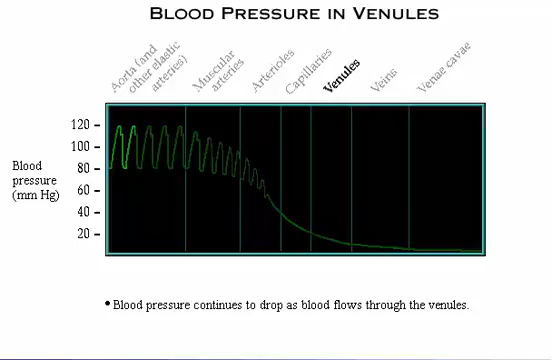 BLOOD PRESSURE IN VENULES
Aorta (and
other elastic
arteries)
Muscular
arteries
Arterioles
Capillaries
Venules
Veins
Venae cavae
120
100
80
60
40
20
Blood
pressure
(mm Hg)
• Blood pressure continues to drop as blood flows through the venules.